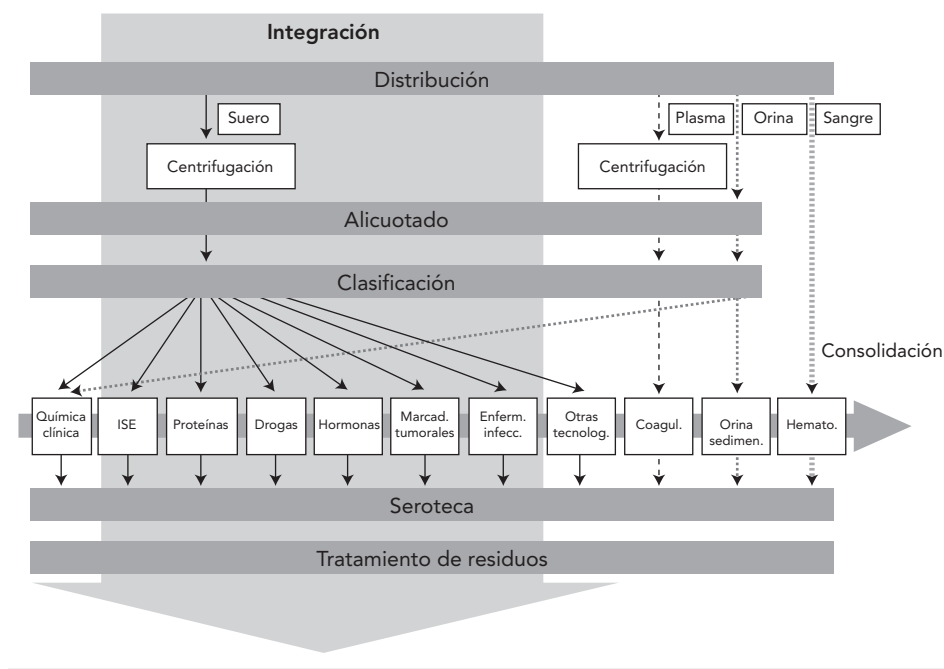 Integración
Distribución
Suero
Plasma
Orina
Sangre
Centrifugación
Centrifugación
Alicuotado
Clasificación
Consolidación
Química
clínica
ISE
Proteínas
Drogas
Hormonas
Marcad.
tumorales
Enferm.
infecc.
Otras
tecnolog.
Coagul.
Orina
sedimen.
Hemato.
Seroteca
Tratamiento de residuos